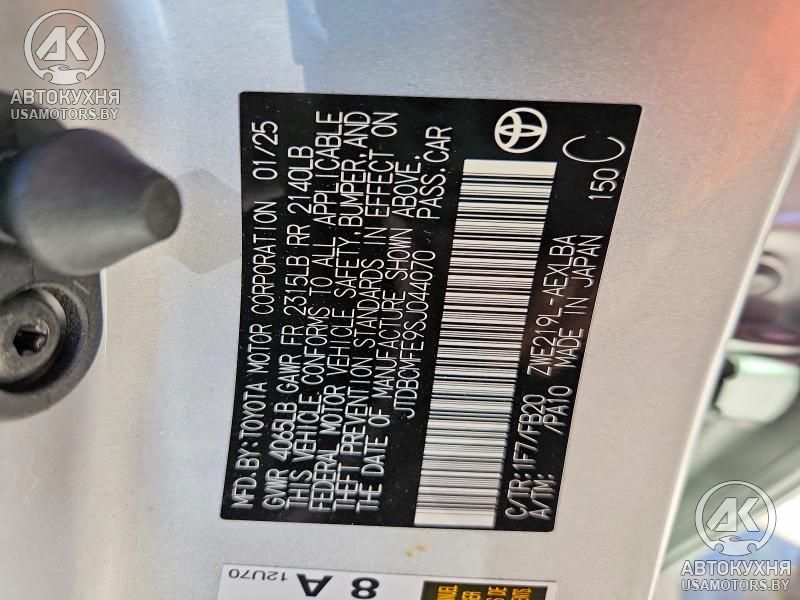 АВТОКУХНЯ
USAMOTORS.BY
MFD.BY:TOYOTA MOTOR CORPORATION 01/25
GVWR 4065LB GAWR FR 2315LB RR 2140LB
THIS VEHICLE CONFORMS TO ALL APPLICABLE
FEDERAL MOTOR VEHICLE SAFETY,BUMPER,AND
THEFT PREVENTION STANDARDS IN EFFECT ON
THE DATE OF MANUFACTURE SHOWN ABOVE.
JTDBCMFE9SJ044070 PASS.CAR
C/TR:1F7/FB20 ZWE219L-AEXLBA
A/TM: /PA10 MADE IN JAPAN
150 C
8 A
12U70
АВТОКУХНЯ
USAMOTORS.BY